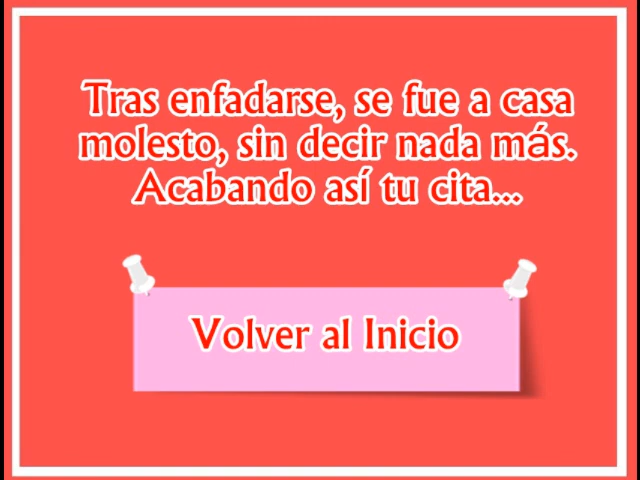 Tras enfadarse, se fue a casa
molesto, sin decir nada más.
Acabando así tu cita...
Volver al Inicio